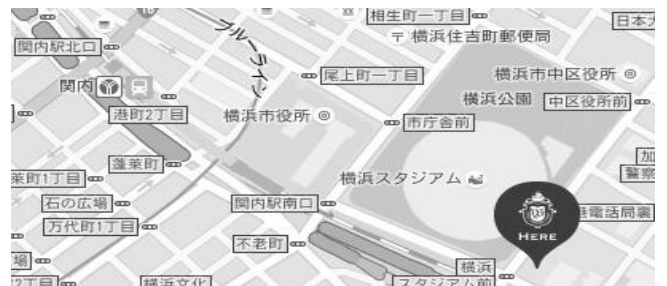 相生町一丁目
日本大
関内駅北口
ブルーライン
〒横浜住吉町郵便局
尾上町一丁目
横浜市中区役所
関内
横浜公園
中区役所前
港町2丁目
横浜市役所
市庁舎前
加
警察
蓬莱町
莱町1丁目
横浜スタジアム
石の広場
関内駅南口
電話局裏
万代町1丁目
HERE
不老町
場
横浜
2丁目
横浜文化
スタジアム前